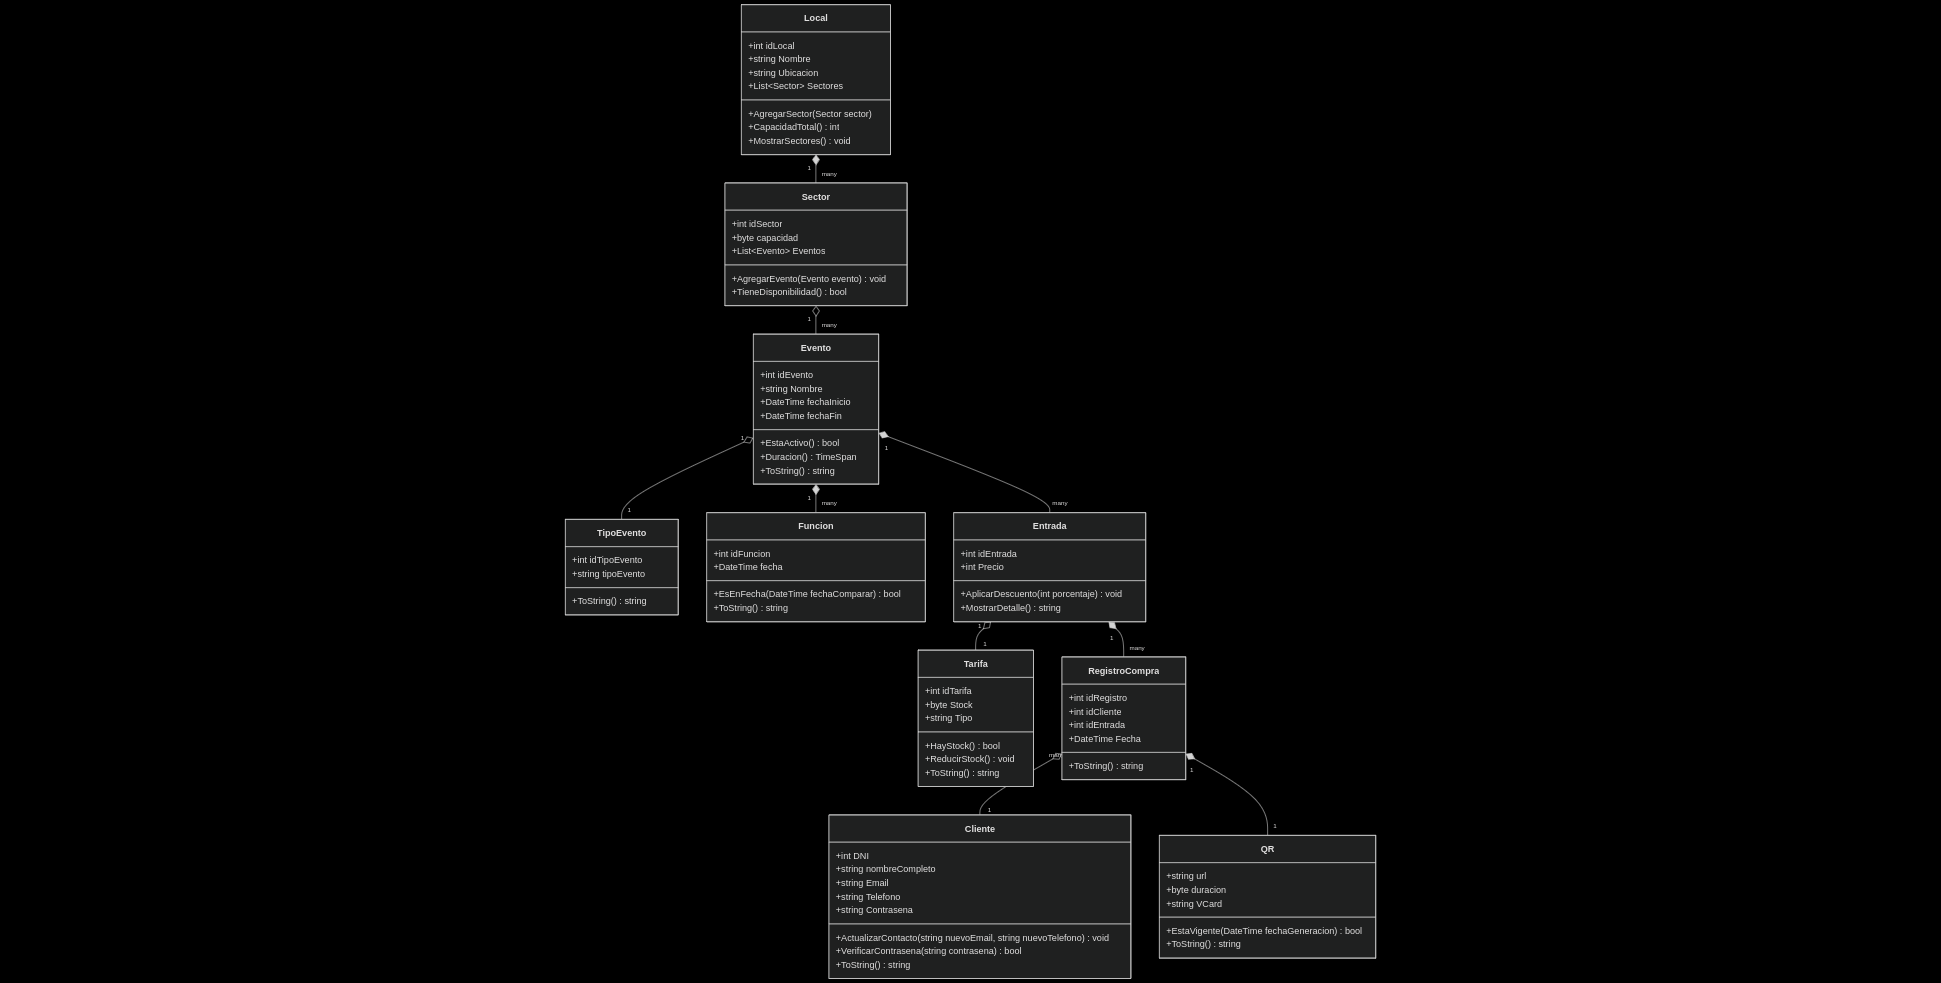 Local
+int idLocal
+string Nombre
+string Ubicacion
+List<Sector> Sectores
+AgregarSector(Sector sector)
+CapacidadTotal() : int
+MostrarSectores() : void
1
many
Sector
+int idSector
+byte capacidad
+List<Evento> Eventos
+AgregarEvento(Evento evento) : void
+TieneDisponibilidad() : bool
1
many
Evento
+int idEvento
+string Nombre
+DateTime fechaInicio
+DateTime fechaFin
+EstaActivo() : bool
+Duracion() : TimeSpan
+ToString() : string
1
1
1
many
many
1
TipoEvento
+int idTipoEvento
+string tipoEvento
+ToString() : string
Funcion
+int idFuncion
+DateTime fecha
+EsEnFecha(DateTime fechaComparar) : bool
+ToString() : string
Entrada
+int idEntrada
+int Precio
+AplicarDescuento(int porcentaje) : void
+MostrarDetalle() : string
1
1
1
many
Tarifa
+int idTarifa
+byte Stock
+string Tipo
+HayStock() : bool
+ReducirStock() : void
+ToString() : string
RegistroCompra
+int idRegistro
+int idCliente
+int idEntrada
+DateTime Fecha
+ToString() : string
many
1
1
1
Cliente
+int DNI
+string nombreCompleto
+string Email
+string Telefono
+string Contrasena
+ActualizarContacto(string nuevoEmail, string nuevoTelefono) : void
+VerificarContrasena(string contrasena) : bool
+ToString() : string
QR
+string url
+byte duracion
+string VCard
+EstaVigente(DateTime fechaGeneracion) : bool
+ToString() : string